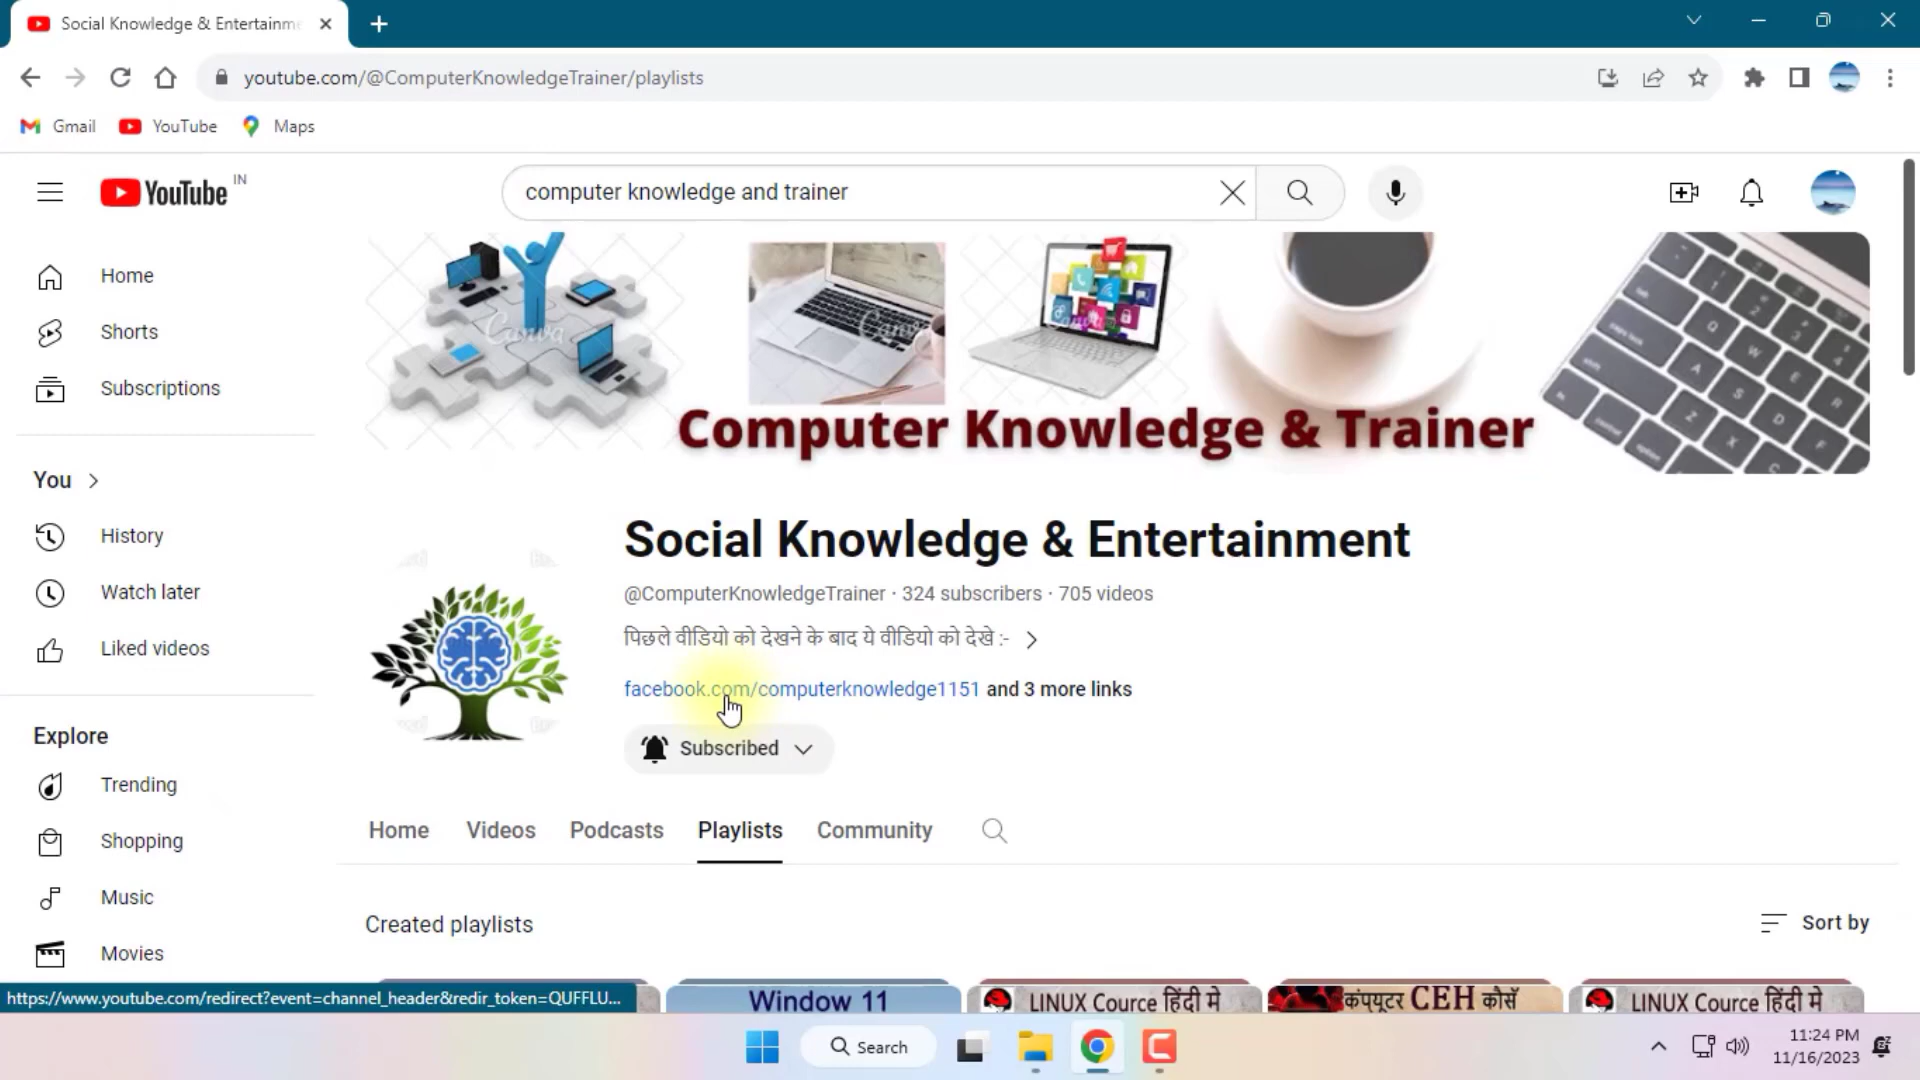 Social Knowledge & Entertainm
youtube.com/@ComputerKnowledgeTrainer/playlists
Gmail
YouTube
Maps
YouTube IN
computer knowledge and trainer
Home
Shorts
Subscriptions
You
History
Watch later
Liked videos
Explore
Trending
Shopping
Music
Movies
Canva
Canva
Canva
Computer Knowledge & Trainer
Social Knowledge & Entertainment
@ComputerKnowledgeTrainer · 324 subscribers · 705 videos
पिछले वीडियो को देखने के बाद ये वीडियो को देखे :-
facebook.com/computerknowledge1151 and 3 more links
Subscribed
Home
Videos
Podcasts
Playlists
Community
Created playlists
Sort by
Window 11
LINUX Cource हिंदी मे
कंप्यूटर CEH कौर्स
LINUX Cource हिंदी मे
https://www.youtube.com/redirect?event=channel_header&redir_token=QUFFLU...
Search
11:24 PM
11/16/2023